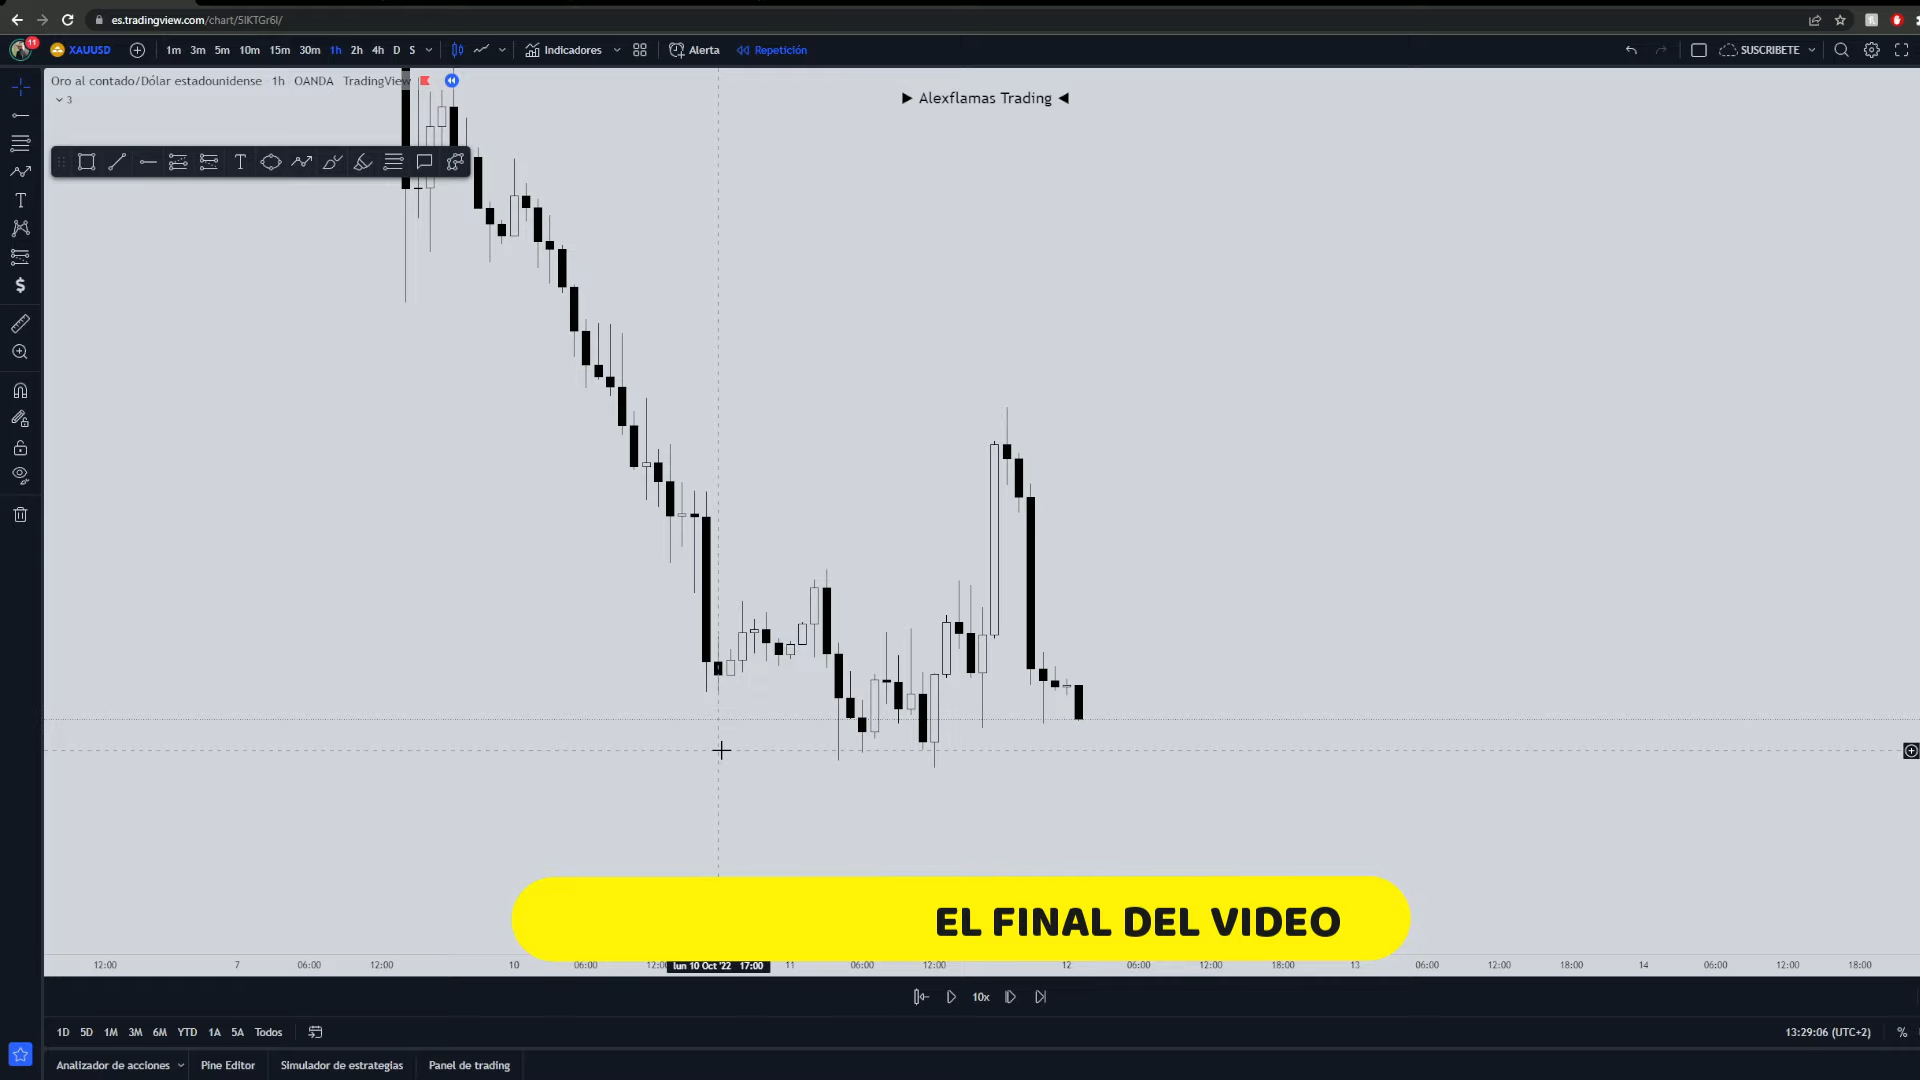 es.tradingview.com/chart/5IKTGr6I/
11
XAUUSD 1m 3m 5m 10m 15m 30m 1h 2h 4h D S Indicadores Alerta Repetición SUSCRIBETE
Oro al contado/Dólar estadounidense 1h OANDA TradingView
3
► Alexflamas Trading ◄
T
T
$
EL FINAL DEL VIDEO
12:00 7 06:00 12:00 10 06:00 lun 10 Oct '22 17:00 11 06:00 12:00 12 06:00 12:00 18:00 13 06:00 12:00 18:00 14 06:00 12:00 18:00
10x
1D 5D 1M 3M 6M YTD 1A 5A Todos 13:29:06 (UTC+2) %
Analizador de acciones Pine Editor Simulador de estrategias Panel de trading